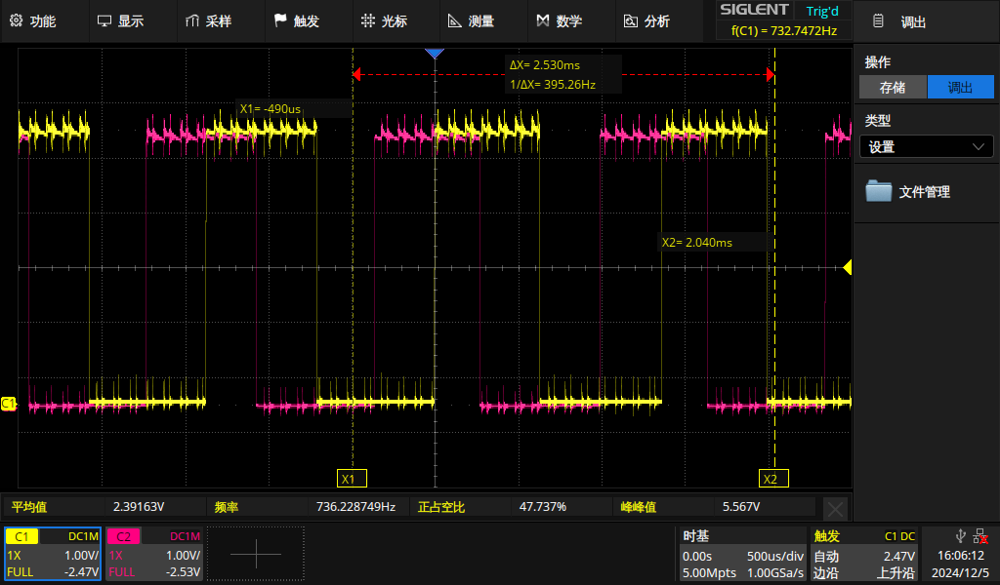 功能 显示 采样 触发 光标 测量 数学 分析 SIGLENT Trig'd 调出
f(C1) = 732.7472Hz
操作
存储 调出
类型
设置
文件管理
ΔX= 2.530ms
1/ΔX= 395.26Hz
X1= -490us
X2= 2.040ms
C1
X1 X2
平均值 2.39163V 频率 736.228749Hz 正占空比 47.737% 峰峰值 5.567V
C1 DC1M C2 DC1M 时基 触发 C1 DC
1X 1.00V/ 1X 1.00V/ 0.00s 500us/div 自动 2.47V 16:06:12
FULL -2.47V FULL -2.53V 5.00Mpts 1.00GSa/s 边沿 上升沿 2024/12/5